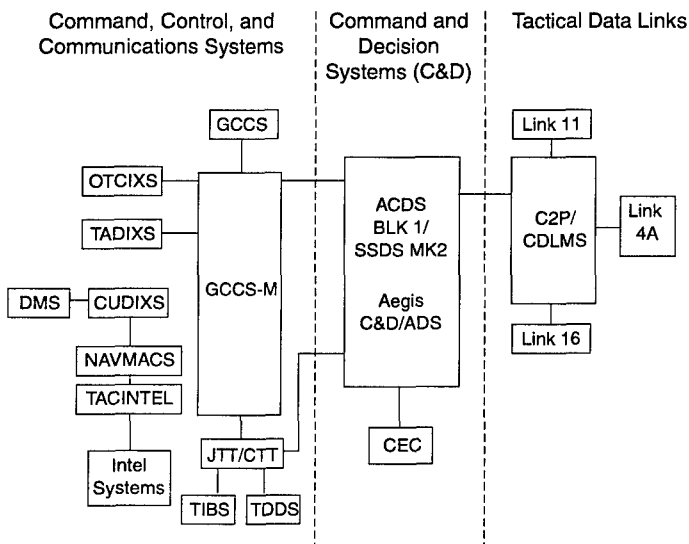 Command, Control, and
Communications Systems
Command and
Decision
Systems (C&D)
Tactical Data Links
GCCS
OTCIXS
TADIXS
GCCS-M
DMS
CUDIXS
NAVMACS
TACINTEL
Intel
Systems
JTT/CTT
TIBS
TDDS
ACDS
BLK 1/
SSDS MK2
Aegis
C&D/ADS
CEC
Link 11
C2P/
CDLMS
Link
4A
Link 16